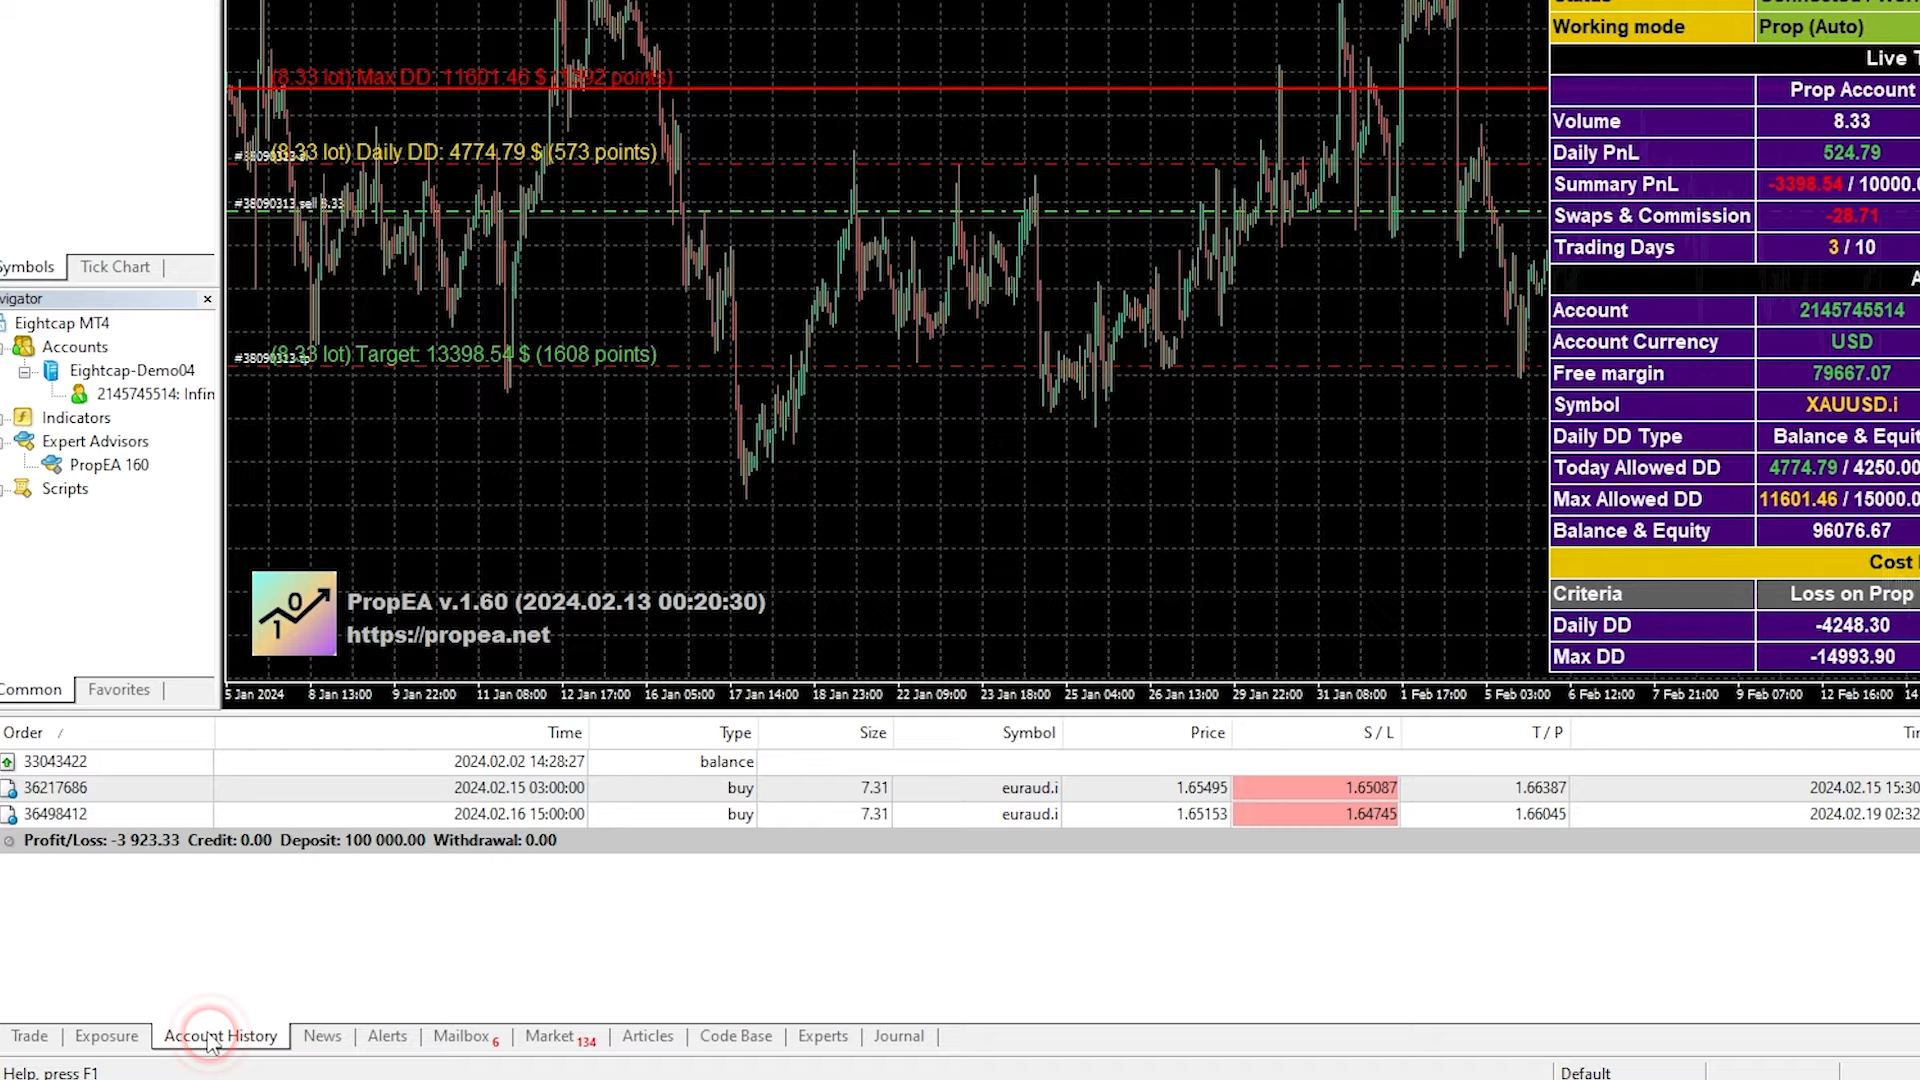 Working mode Prop (Auto)
Live
Prop Account
Volume 8.33
Daily PnL 524.79
Summary PnL -3398.54 / 10000.
Swaps & Commission -28.71
Trading Days 3 / 10
Account 2145745514
Account Currency USD
Free margin 79667.07
Symbol XAUUSD.i
Daily DD Type Balance & Equit
Today Allowed DD 4774.79 / 4250.00
Max Allowed DD 11601.46 / 15000.
Balance & Equity 96076.67
Cost
Criteria Loss on Prop
Daily DD -4248.30
Max DD -14993.90
(8.33 lot) Max DD: 11601.46 $ (1392 points)
(8.33 lot) Daily DD: 4774.79 $ (573 points)
#38090313 sell 8.33
(8.33 lot) Target: 13398.54 $ (1608 points)
#38090313 tp
PropEA v.1.60 (2024.02.13 00:20:30)
https://propea.net
ymbols Tick Chart
vigator ×
Eightcap MT4
Accounts
Eightcap-Demo04
2145745514: Infin
Indicators
Expert Advisors
PropEA 160
Scripts
Common Favorites
5 Jan 2024 8 Jan 13:00 9 Jan 22:00 11 Jan 08:00 12 Jan 17:00 16 Jan 05:00 17 Jan 14:00 18 Jan 23:00 22 Jan 09:00 23 Jan 18:00 25 Jan 04:00 26 Jan 13:00 29 Jan 22:00 31 Jan 08:00 1 Feb 17:00 5 Feb 03:00 6 Feb 12:00 7 Feb 21:00 9 Feb 07:00 12 Feb 16:00 14
Order / Time Type Size Symbol Price S / L T / P
33043422 2024.02.02 14:28:27 balance
36217686 2024.02.15 03:00:00 buy 7.31 euraud.i 1.65495 1.65087 1.66387 2024.02.15 15:30
36498412 2024.02.16 15:00:00 buy 7.31 euraud.i 1.65153 1.64745 1.66045 2024.02.19 02:32
Profit/Loss: -3 923.33 Credit: 0.00 Deposit: 100 000.00 Withdrawal: 0.00
Trade Exposure Account History News Alerts Mailbox 6 Market 134 Articles Code Base Experts Journal
Help, press F1 Default